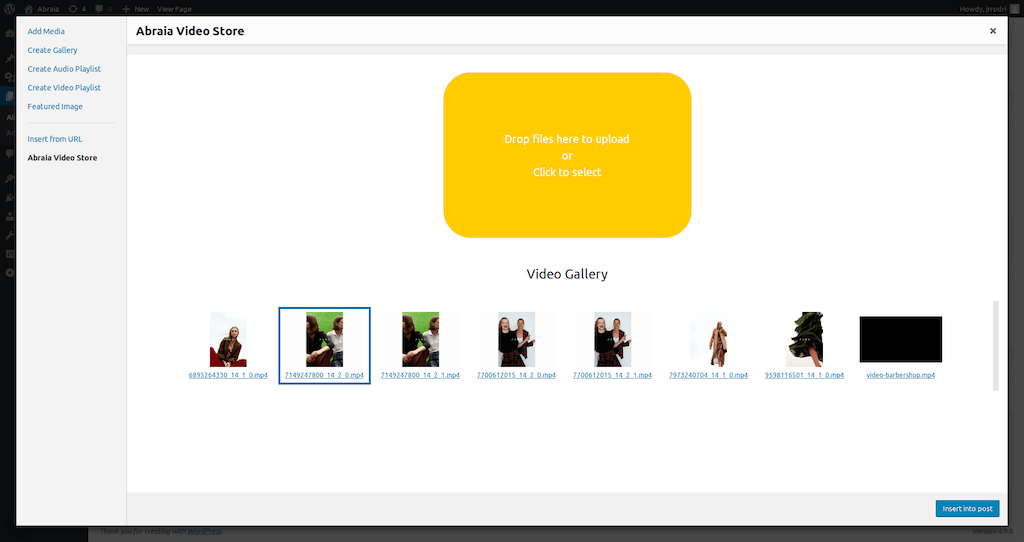 Abraia
4
0
New
View Page
Howdy, jrrodri
Add Media
Create Gallery
Create Audio Playlist
Create Video Playlist
Featured Image
Insert from URL
Abraia Video Store
Abraia Video Store
×
Drop files here to upload
or
Click to select
Video Gallery
6895264330_14_1_0.mp4
7149247800_14_2_0.mp4
7149247800_14_2_1.mp4
7700612015_14_2_0.mp4
7700612015_14_2_1.mp4
7973240704_14_1_0.mp4
9598116501_14_1_0.mp4
video-barbershop.mp4
Insert into post
Thank you for creating with WordPress.
Version 4.9.8